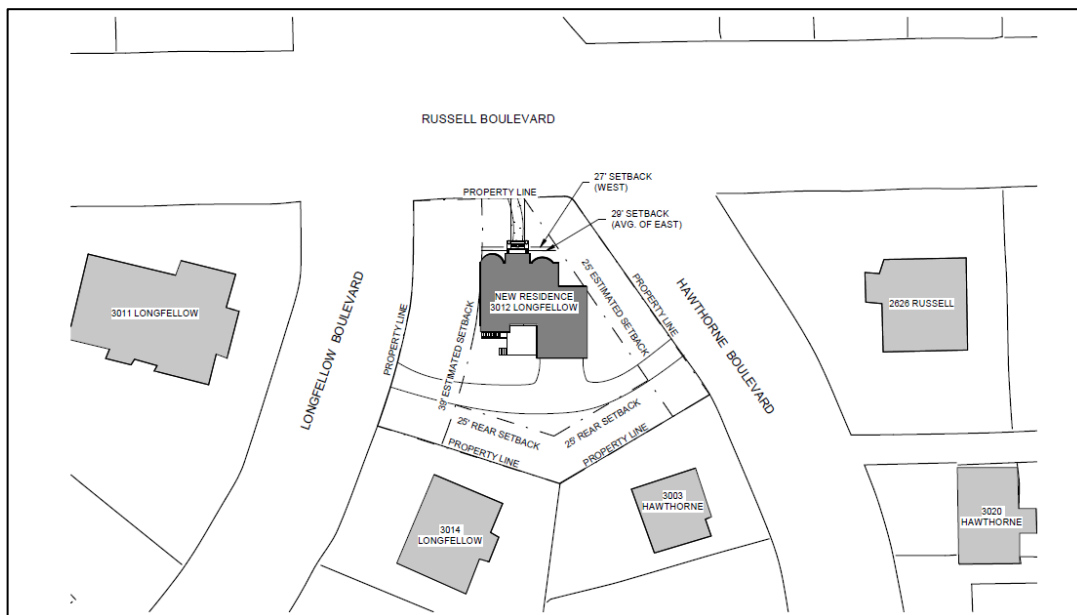 RUSSELL BOULEVARD
27' SETBACK
(WEST)
PROPERTY LINE
29' SETBACK
(AVG. OF EAST)
25' ESTIMATED SETBACK
PROPERTY LINE
HAWTHORNE BOULEVARD
NEW RESIDENCE
3012 LONGFELLOW
2626 RUSSELL
3011 LONGFELLOW
LONGFELLOW BOULEVARD
PROPERTY LINE
39' ESTIMATED SETBACK
25' REAR SETBACK
25' REAR SETBACK
PROPERTY LINE
PROPERTY LINE
3014
LONGFELLOW
3003
HAWTHORNE
3020
HAWTHORNE